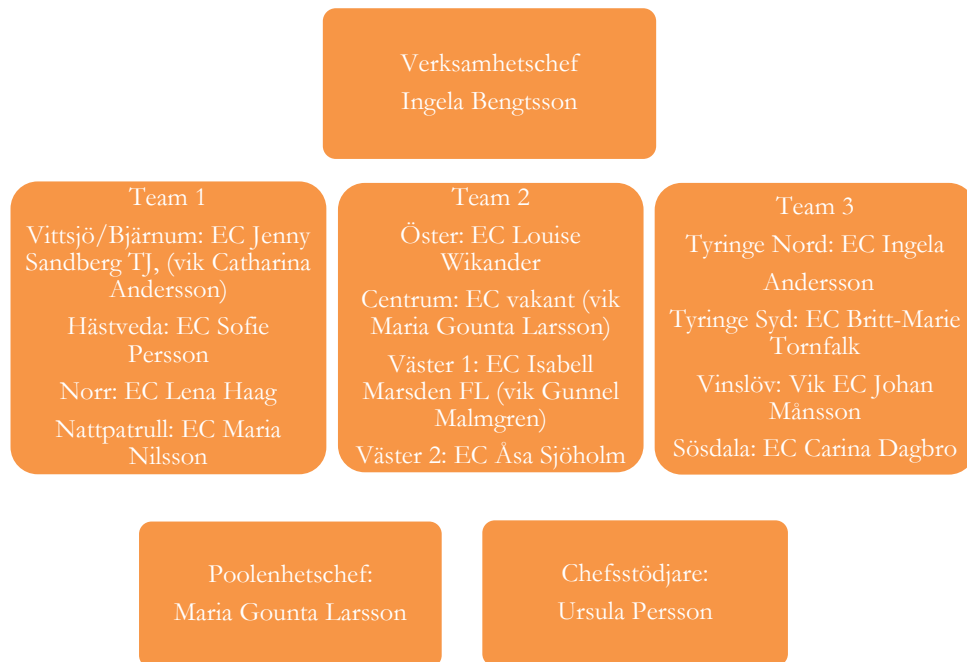 Verksamhetschef
Ingela Bengtsson
Team 1
Vittsjö/Bjärnum: EC Jenny
Sandberg TJ, (vik Catharina
Andersson)
Hästveda: EC Sofie
Persson
Norr: EC Lena Haag
Nattpatrull: EC Maria
Nilsson
Team 2
Öster: EC Louise
Wikander
Centrum: EC vakant (vik
Maria Gounta Larsson)
Väster 1: EC Isabell
Marsden FL (vik Gunnel
Malmgren)
Väster 2: EC Åsa Sjöholm
Team 3
Tyringe Nord: EC Ingela
Andersson
Tyringe Syd: EC Britt-Marie
Tornfalk
Vinslöv: Vik EC Johan
Månsson
Sösdala: EC Carina Dagbro
Poolenhetschef:
Maria Gounta Larsson
Chefsstödjare:
Ursula Persson